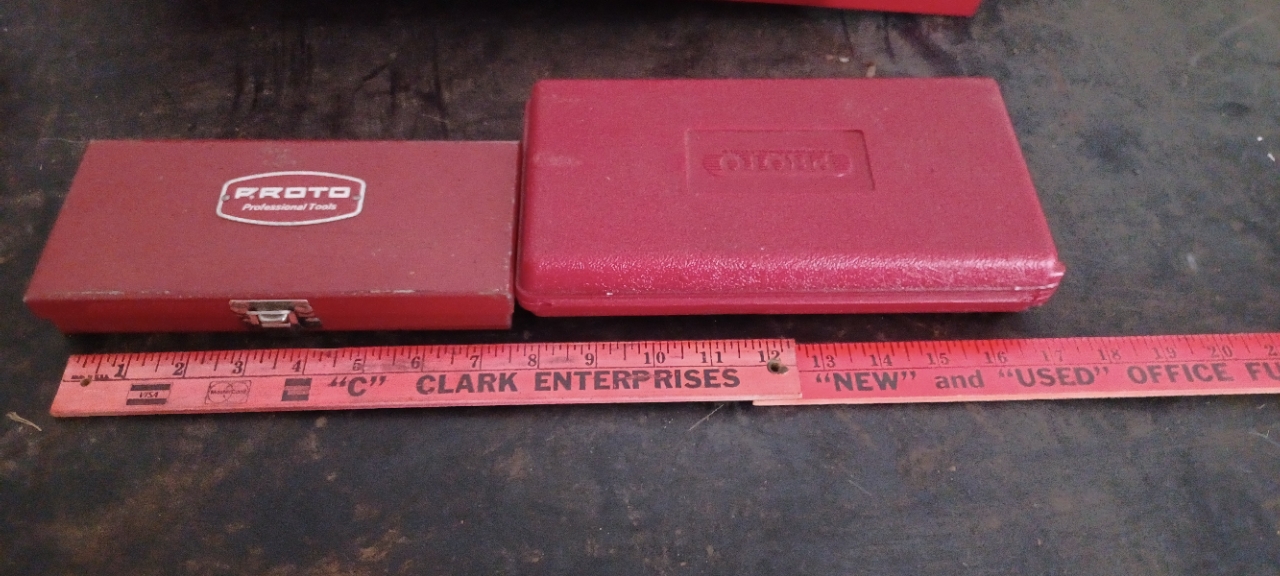 PROTO
Professional Tools
PROTO
1 2 3 4 5 6 7 8 9 10 11 12 13 14 15 16 17 18 19 20
VISA "C" CLARK ENTERPRISES "NEW" and "USED" OFFICE FU